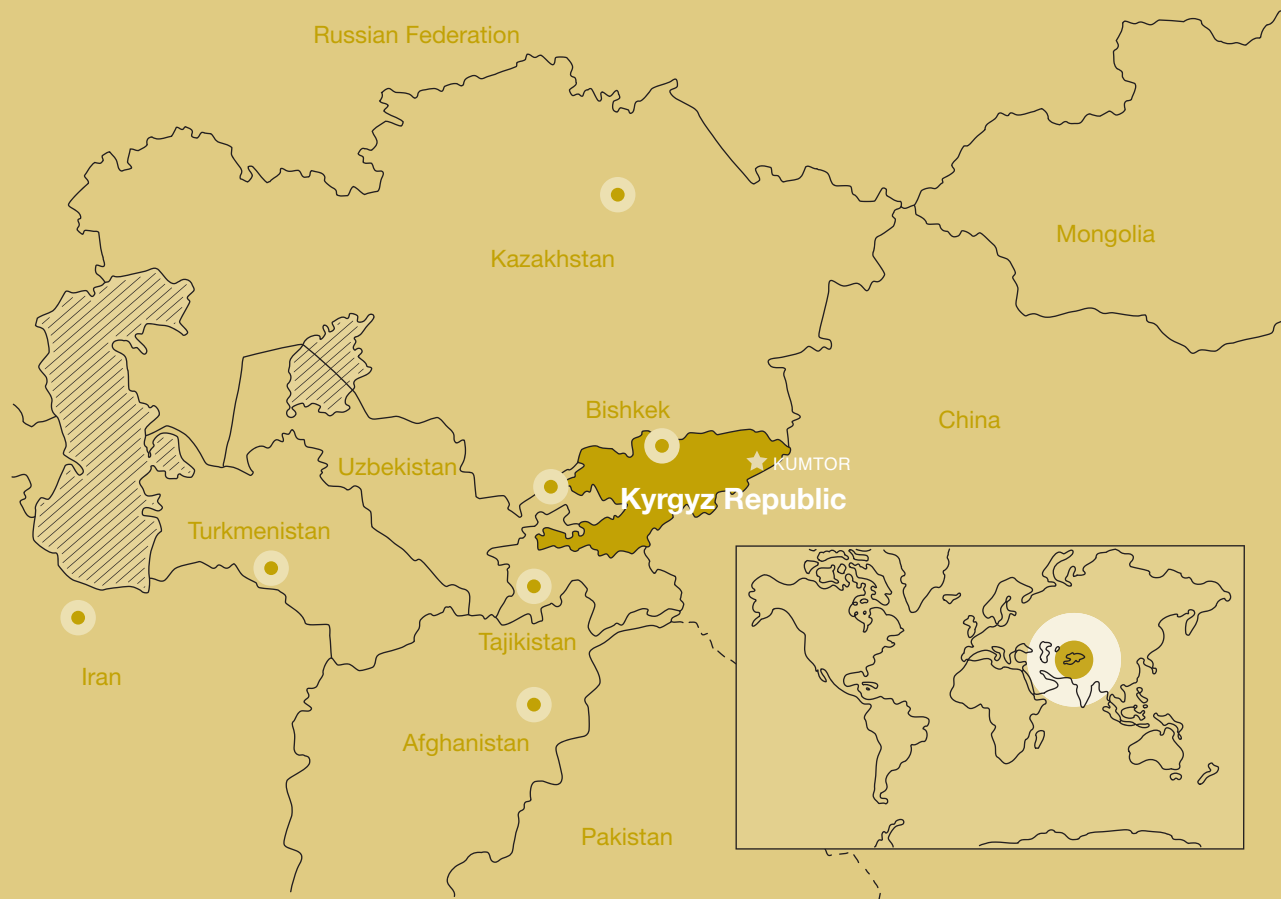 Russian Federation
Mongolia
Kazakhstan
Bishkek
China
Uzbekistan
KUMTOR
Kyrgyz Republic
Turkmenistan
Tajikistan
Iran
Afghanistan
Pakistan